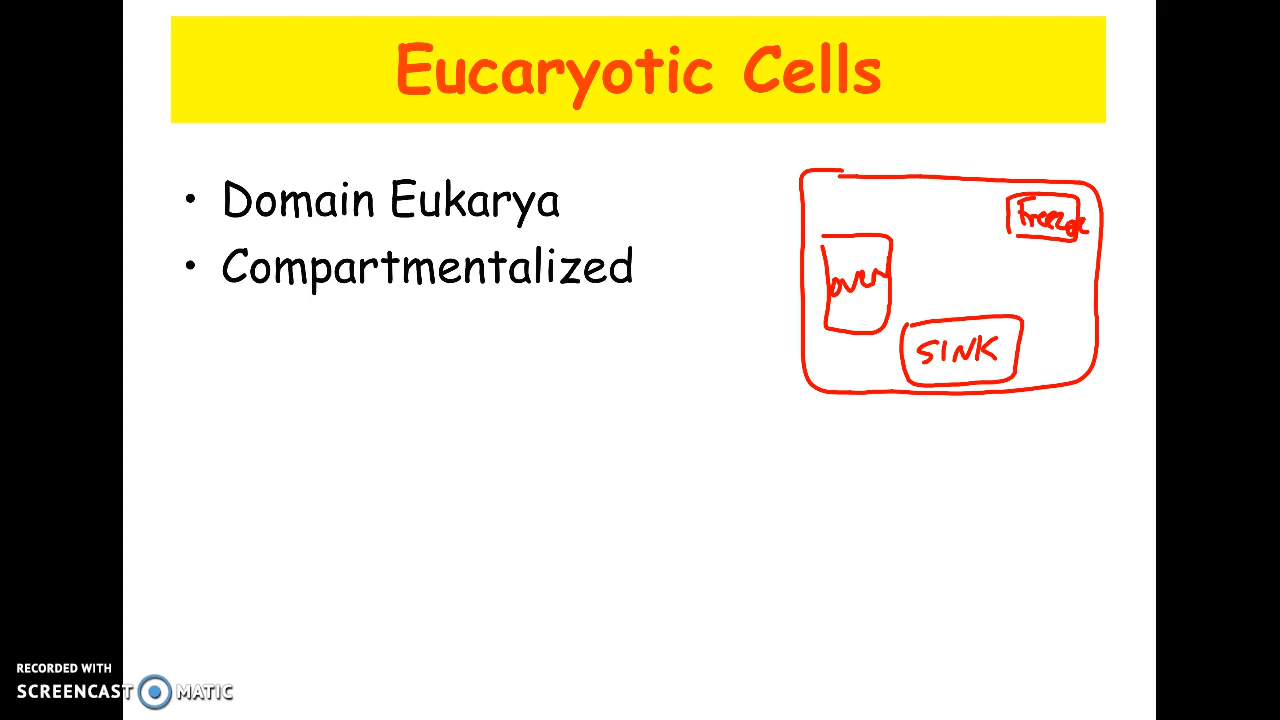 Eucaryotic Cells
• Domain Eukarya
• Compartmentalized
Freezer
oven
SINK
RECORDED WITH
SCREENCAST MATIC